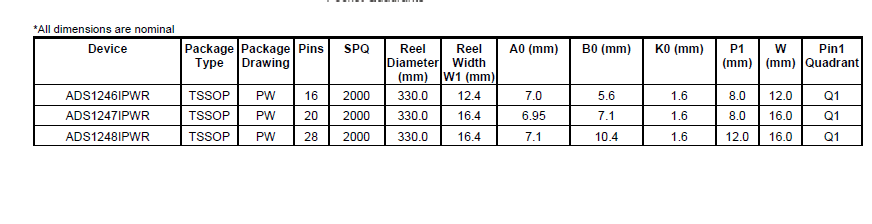 *All dimensions are nominal
Device Package Type Package Drawing Pins SPQ Reel Diameter (mm) Reel Width W1 (mm) A0 (mm) B0 (mm) K0 (mm) P1 (mm) W (mm) Pin1 Quadrant
ADS1246IPWR TSSOP PW 16 2000 330.0 12.4 7.0 5.6 1.6 8.0 12.0 Q1
ADS1247IPWR TSSOP PW 20 2000 330.0 16.4 6.95 7.1 1.6 8.0 16.0 Q1
ADS1248IPWR TSSOP PW 28 2000 330.0 16.4 7.1 10.4 1.6 12.0 16.0 Q1